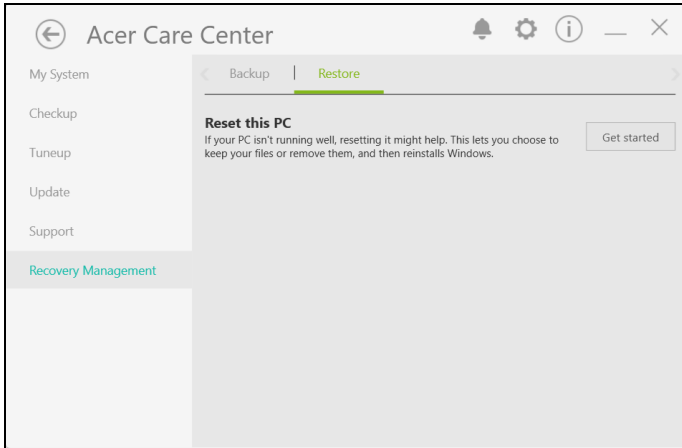 Acer Care Center
My System
Backup
Restore
Checkup
Reset this PC
If your PC isn't running well, resetting it might help. This lets you choose to
keep your files or remove them, and then reinstalls Windows.
Get started
Tuneup
Update
Support
Recovery Management